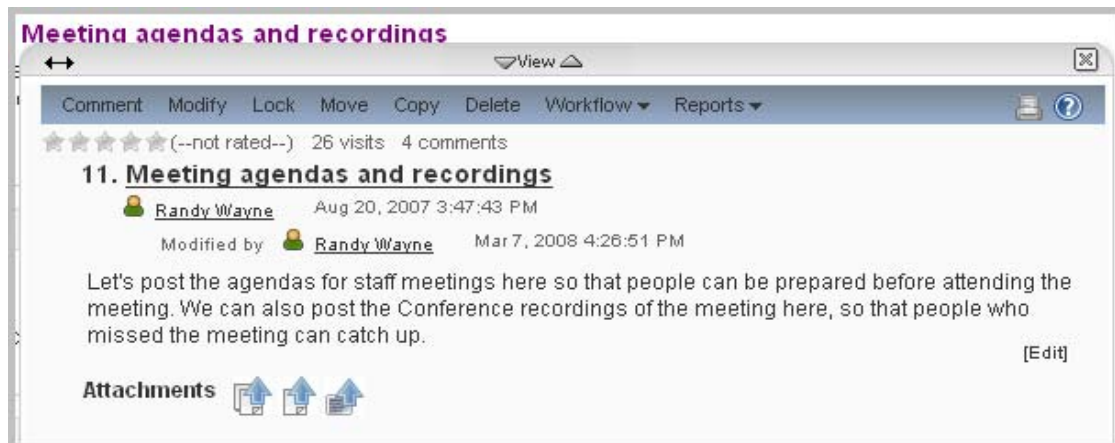 Meeting agendas and recordings
View
Comment Modify Lock Move Copy Delete Workflow Reports
(--not rated--) 26 visits 4 comments
11. Meeting agendas and recordings
Randy Wayne Aug 20, 2007 3:47:43 PM
Modified by Randy Wayne Mar 7, 2008 4:26:51 PM
Let's post the agendas for staff meetings here so that people can be prepared before attending the
meeting. We can also post the Conference recordings of the meeting here, so that people who
missed the meeting can catch up.
[Edit]
Attachments